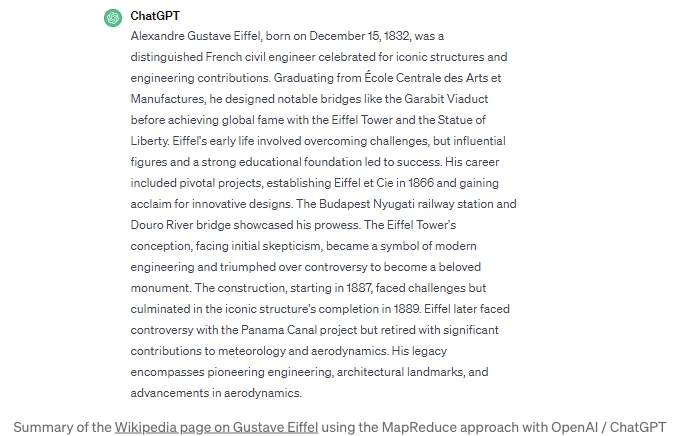 ChatGPT
Alexandre Gustave Eiffel, born on December 15, 1832, was a
distinguished French civil engineer celebrated for iconic structures and
engineering contributions. Graduating from École Centrale des Arts et
Manufactures, he designed notable bridges like the Garabit Viaduct
before achieving global fame with the Eiffel Tower and the Statue of
Liberty. Eiffel's early life involved overcoming challenges, but influential
figures and a strong educational foundation led to success. His career
included pivotal projects, establishing Eiffel et Cie in 1866 and gaining
acclaim for innovative designs. The Budapest Nyugati railway station and
Douro River bridge showcased his prowess. The Eiffel Tower's
conception, facing initial skepticism, became a symbol of modern
engineering and triumphed over controversy to become a beloved
monument. The construction, starting in 1887, faced challenges but
culminated in the iconic structure's completion in 1889. Eiffel later faced
controversy with the Panama Canal project but retired with significant
contributions to meteorology and aerodynamics. His legacy
encompasses pioneering engineering, architectural landmarks, and
advancements in aerodynamics.
Summary of the Wikipedia page on Gustave Eiffel using the MapReduce approach with OpenAI / ChatGPT